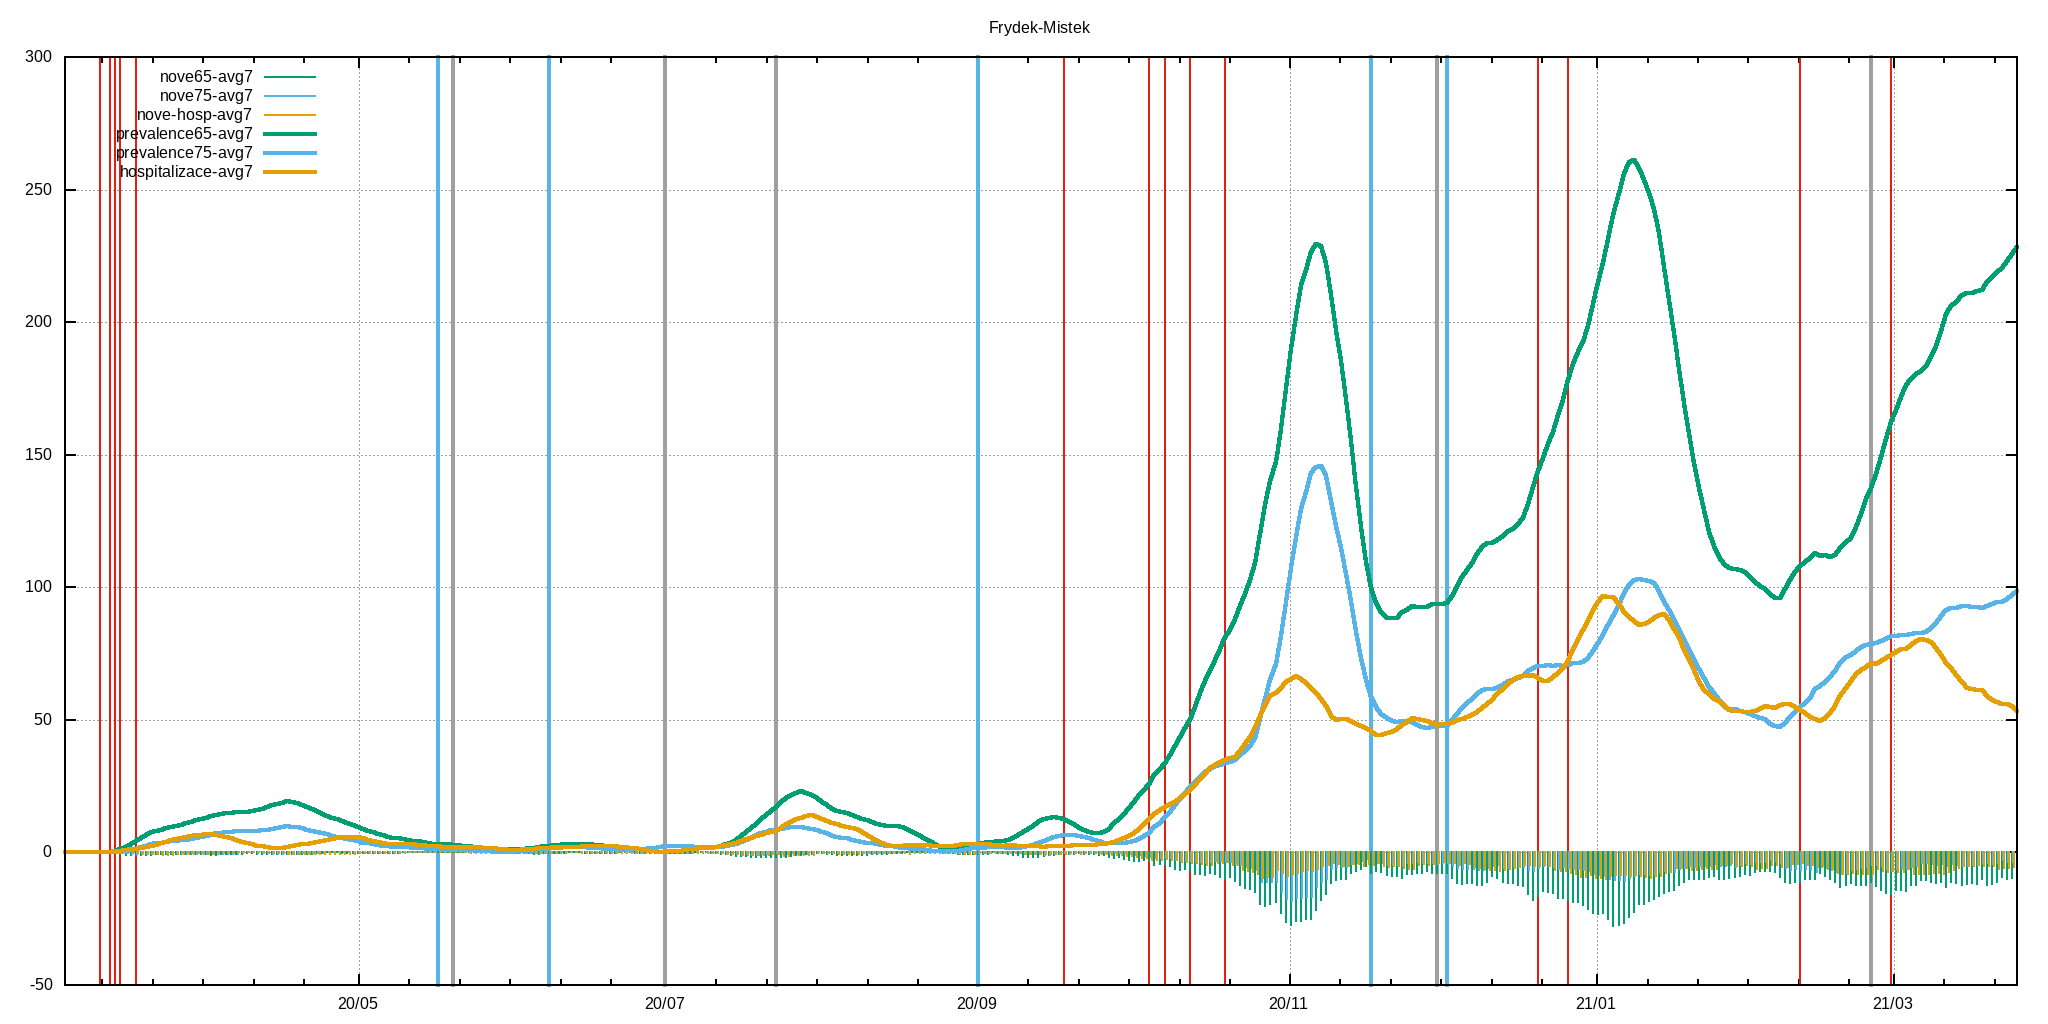 Frydek-Mistek
300
250
200
150
100
50
0
-50
nove65-avg7
nove75-avg7
nove-hosp-avg7
prevalence65-avg7
prevalence75-avg7
hospitalizace-avg7
20/05
20/07
20/09
20/11
21/01
21/03